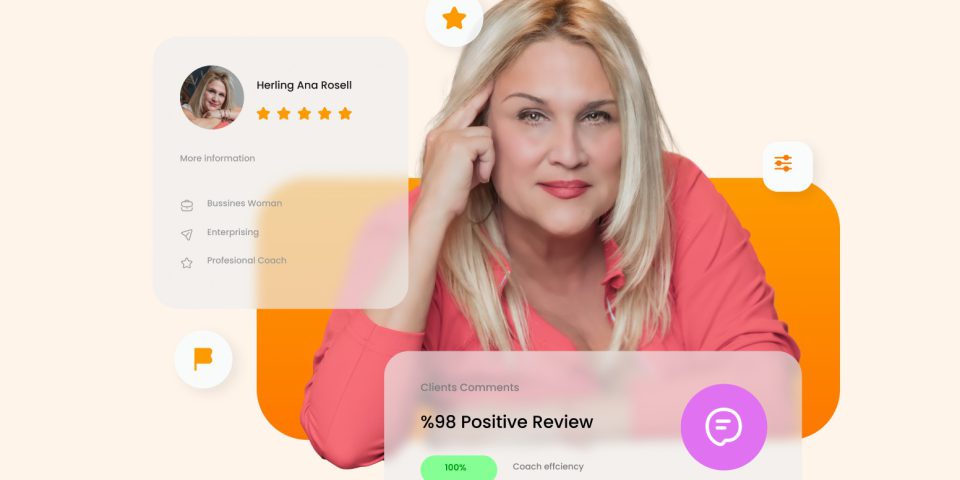 Herling Ana Rosell
More information
Bussines Woman
Enterprising
Profesional Coach
Clients Comments
%98 Positive Review
100%
Coach effciency